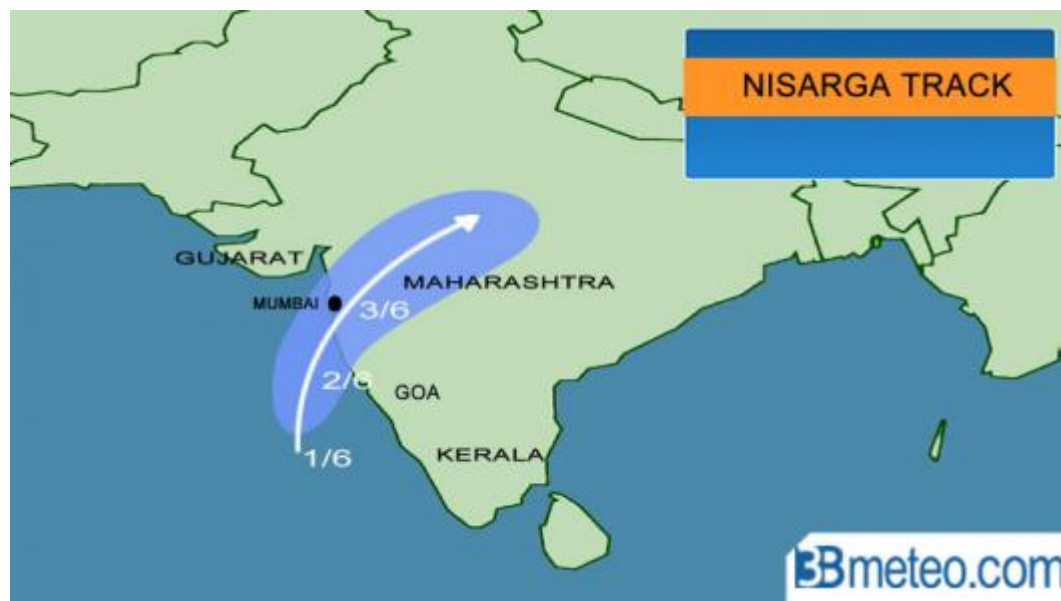 NISARGA TRACK
GUJARAT
MAHARASHTRA
MUMBAI
3/6
2/6
GOA
1/6
KERALA
3Bmeteo.com